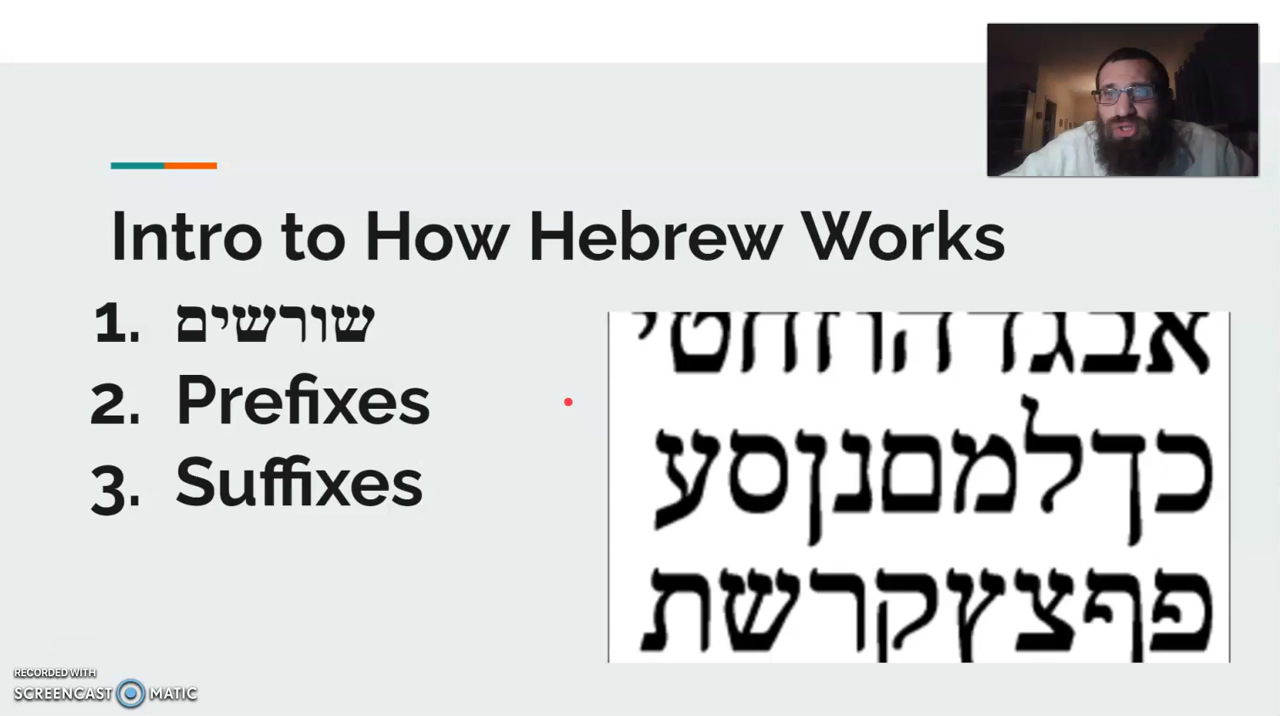 Intro to How Hebrew Works
1. שורשים
2. Prefixes
3. Suffixes
אבגדהוזחטי
כךלמםנןסע
פףצץקרשת
RECORDED WITH
SCREENCAST MATIC